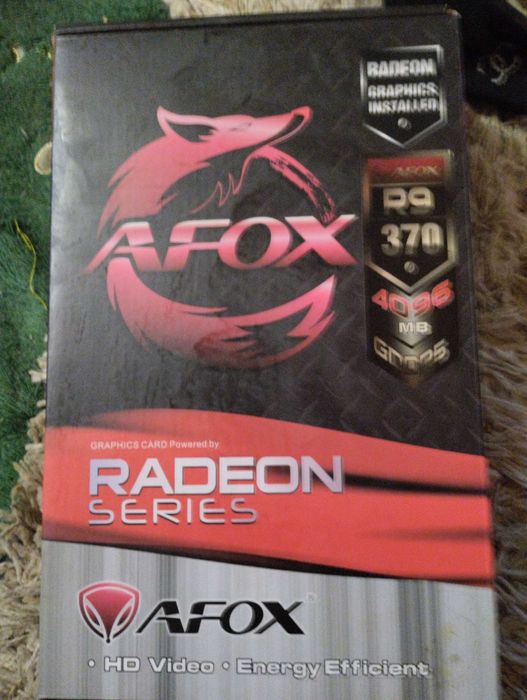 RADEON
GRAPHICS
INSTALLED
AFOX
R9
370
4096
MB
GDDR5
AFOX
GRAPHICS CARD Powered by
RADEON
SERIES
AFOX
• HD Video • Energy Efficient